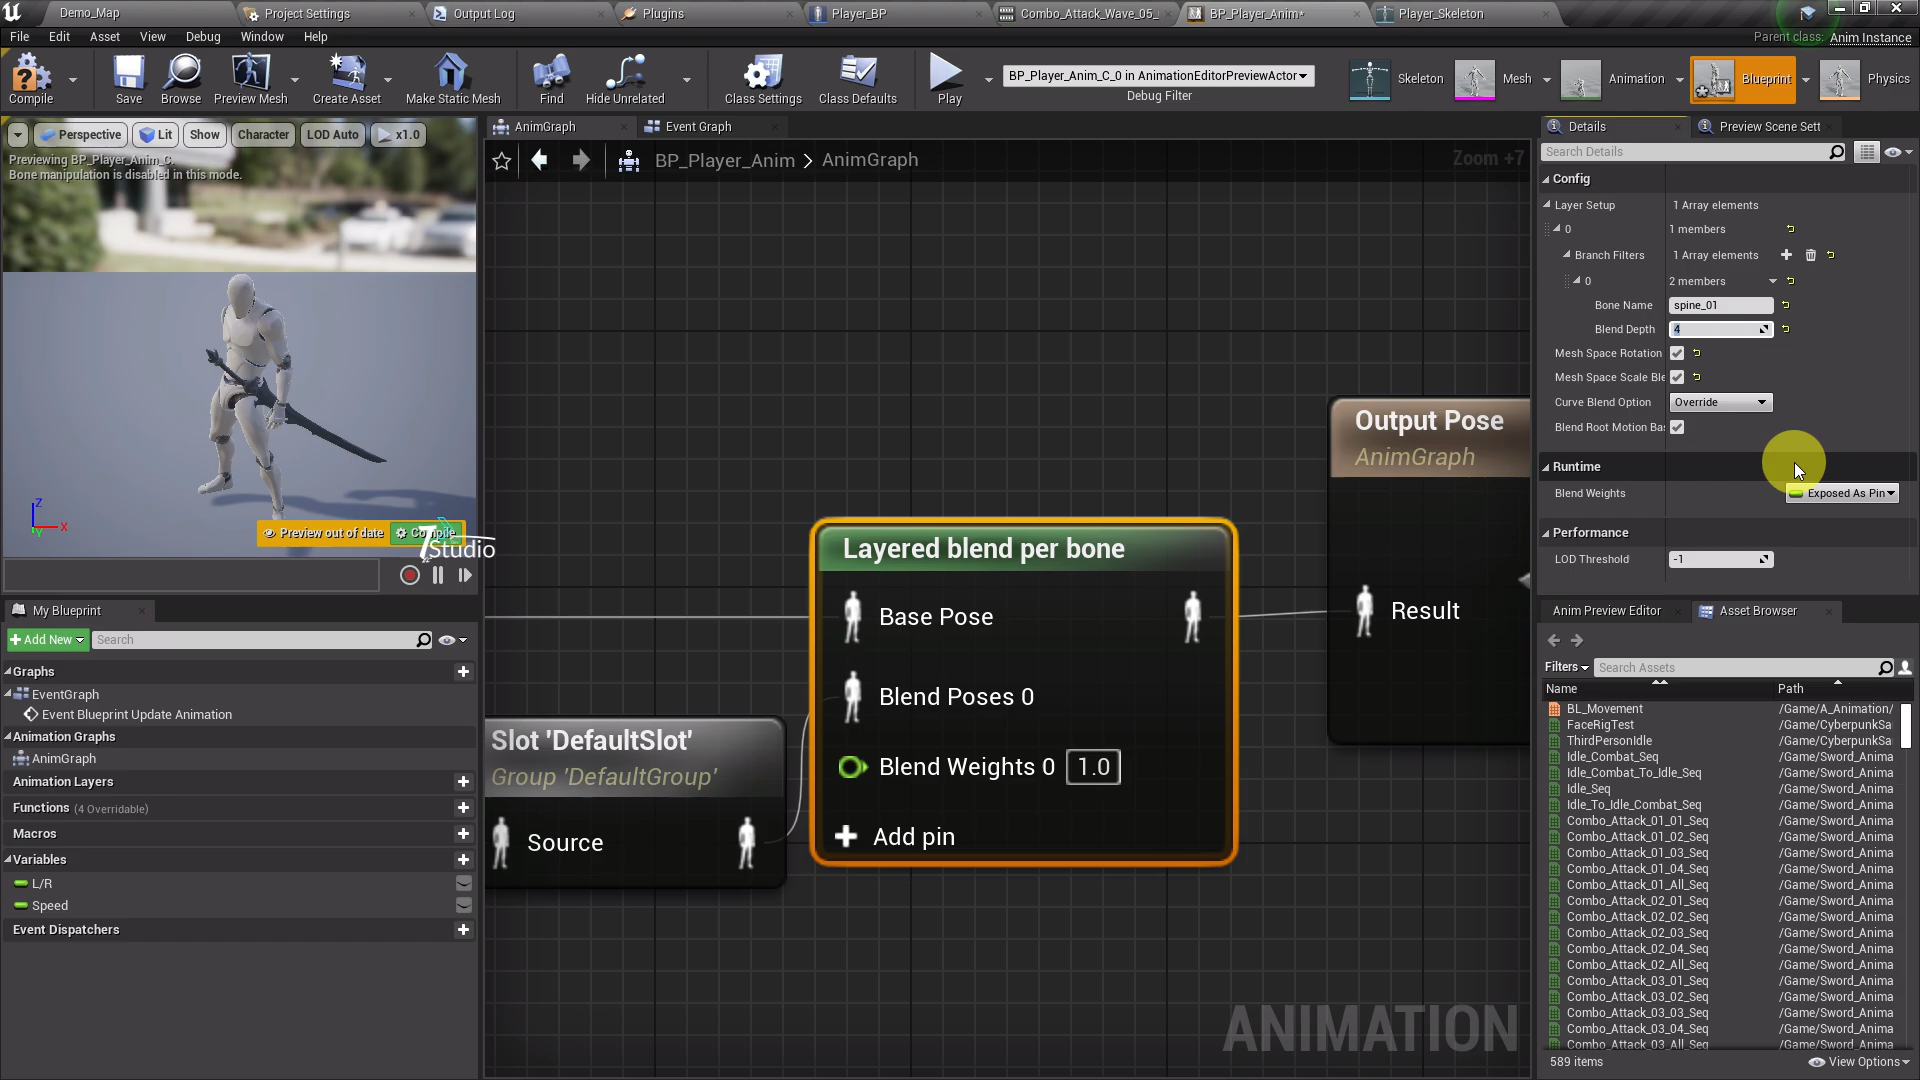 Demo_Map
Project Settings
Output Log
Plugins
Player_BP
Combo_Attack_Wave_05_
BP_Player_Anim*
Player_Skeleton
File Edit Asset View Debug Window Help
Parent class: Anim Instance
Compile
Save
Browse
Preview Mesh
Create Asset
Make Static Mesh
Find
Hide Unrelated
Class Settings
Class Defaults
Play
BP_Player_Anim_C_0 in AnimationEditorPreviewActor
Debug Filter
Skeleton
Mesh
Animation
Blueprint
Physics
Perspective
Lit
Show
Character
LOD Auto
x1.0
Previewing BP_Player_Anim_C.
Bone manipulation is disabled in this mode.
Z
X
Preview out of date
Compile
T Studio
AnimGraph
Event Graph
BP_Player_Anim > AnimGraph
Zoom +7
Output Pose
AnimGraph
Result
Layered blend per bone
Base Pose
Blend Poses 0
Blend Weights 0 1.0
Add pin
Slot 'DefaultSlot'
Group 'DefaultGroup'
Source
ANIMATION
My Blueprint
Add New
Search
Graphs
EventGraph
Event Blueprint Update Animation
Animation Graphs
AnimGraph
Animation Layers
Functions (4 Overridable)
Macros
Variables
L/R
Speed
Event Dispatchers
Details
Preview Scene Sett
Search Details
Config
Layer Setup 1 Array elements
0 1 members
Branch Filters 1 Array elements
0 2 members
Bone Name spine_01
Blend Depth 4
Mesh Space Rotation
Mesh Space Scale Ble
Curve Blend Option Override
Blend Root Motion Ba
Runtime
Blend Weights Exposed As Pin
Performance
LOD Threshold -1
Anim Preview Editor
Asset Browser
Filters
Search Assets
Name Path
BL_Movement /Game/A_Animation/
FaceRigTest /Game/CyberpunkSa
ThirdPersonIdle /Game/CyberpunkSa
Idle_Combat_Seq /Game/Sword_Anima
Idle_Combat_To_Idle_Seq /Game/Sword_Anima
Idle_Seq /Game/Sword_Anima
Idle_To_Idle_Combat_Seq /Game/Sword_Anima
Combo_Attack_01_01_Seq /Game/Sword_Anima
Combo_Attack_01_02_Seq /Game/Sword_Anima
Combo_Attack_01_03_Seq /Game/Sword_Anima
Combo_Attack_01_04_Seq /Game/Sword_Anima
Combo_Attack_01_All_Seq /Game/Sword_Anima
Combo_Attack_02_01_Seq /Game/Sword_Anima
Combo_Attack_02_02_Seq /Game/Sword_Anima
Combo_Attack_02_03_Seq /Game/Sword_Anima
Combo_Attack_02_04_Seq /Game/Sword_Anima
Combo_Attack_02_All_Seq /Game/Sword_Anima
Combo_Attack_03_01_Seq /Game/Sword_Anima
Combo_Attack_03_02_Seq /Game/Sword_Anima
Combo_Attack_03_03_Seq /Game/Sword_Anima
Combo_Attack_03_04_Seq /Game/Sword_Anima
Combo_Attack_03_All_Seq /Game/Sword_Anima
589 items
View Options